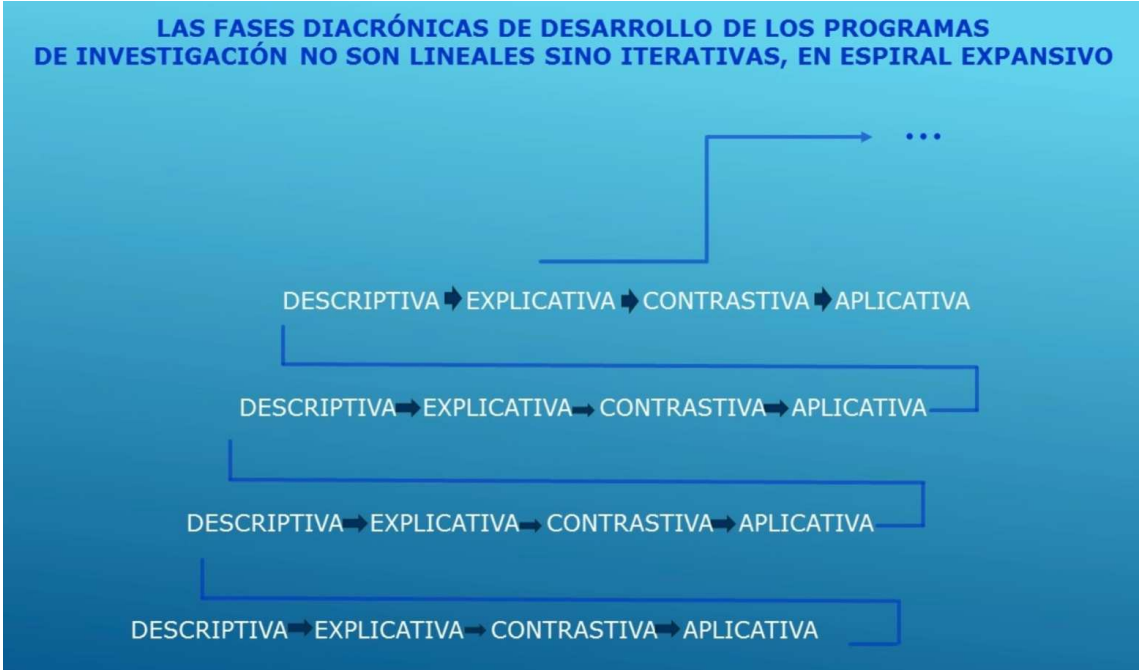 LAS FASES DIACRÓNICAS DE DESARROLLO DE LOS PROGRAMAS
DE INVESTIGACIÓN NO SON LINEALES SINO ITERATIVAS, EN ESPIRAL EXPANSIVO
...
DESCRIPTIVA EXPLICATIVA CONTRASTIVA APLICATIVA
DESCRIPTIVA EXPLICATIVA CONTRASTIVA APLICATIVA
DESCRIPTIVA EXPLICATIVA CONTRASTIVA APLICATIVA
DESCRIPTIVA EXPLICATIVA CONTRASTIVA APLICATIVA